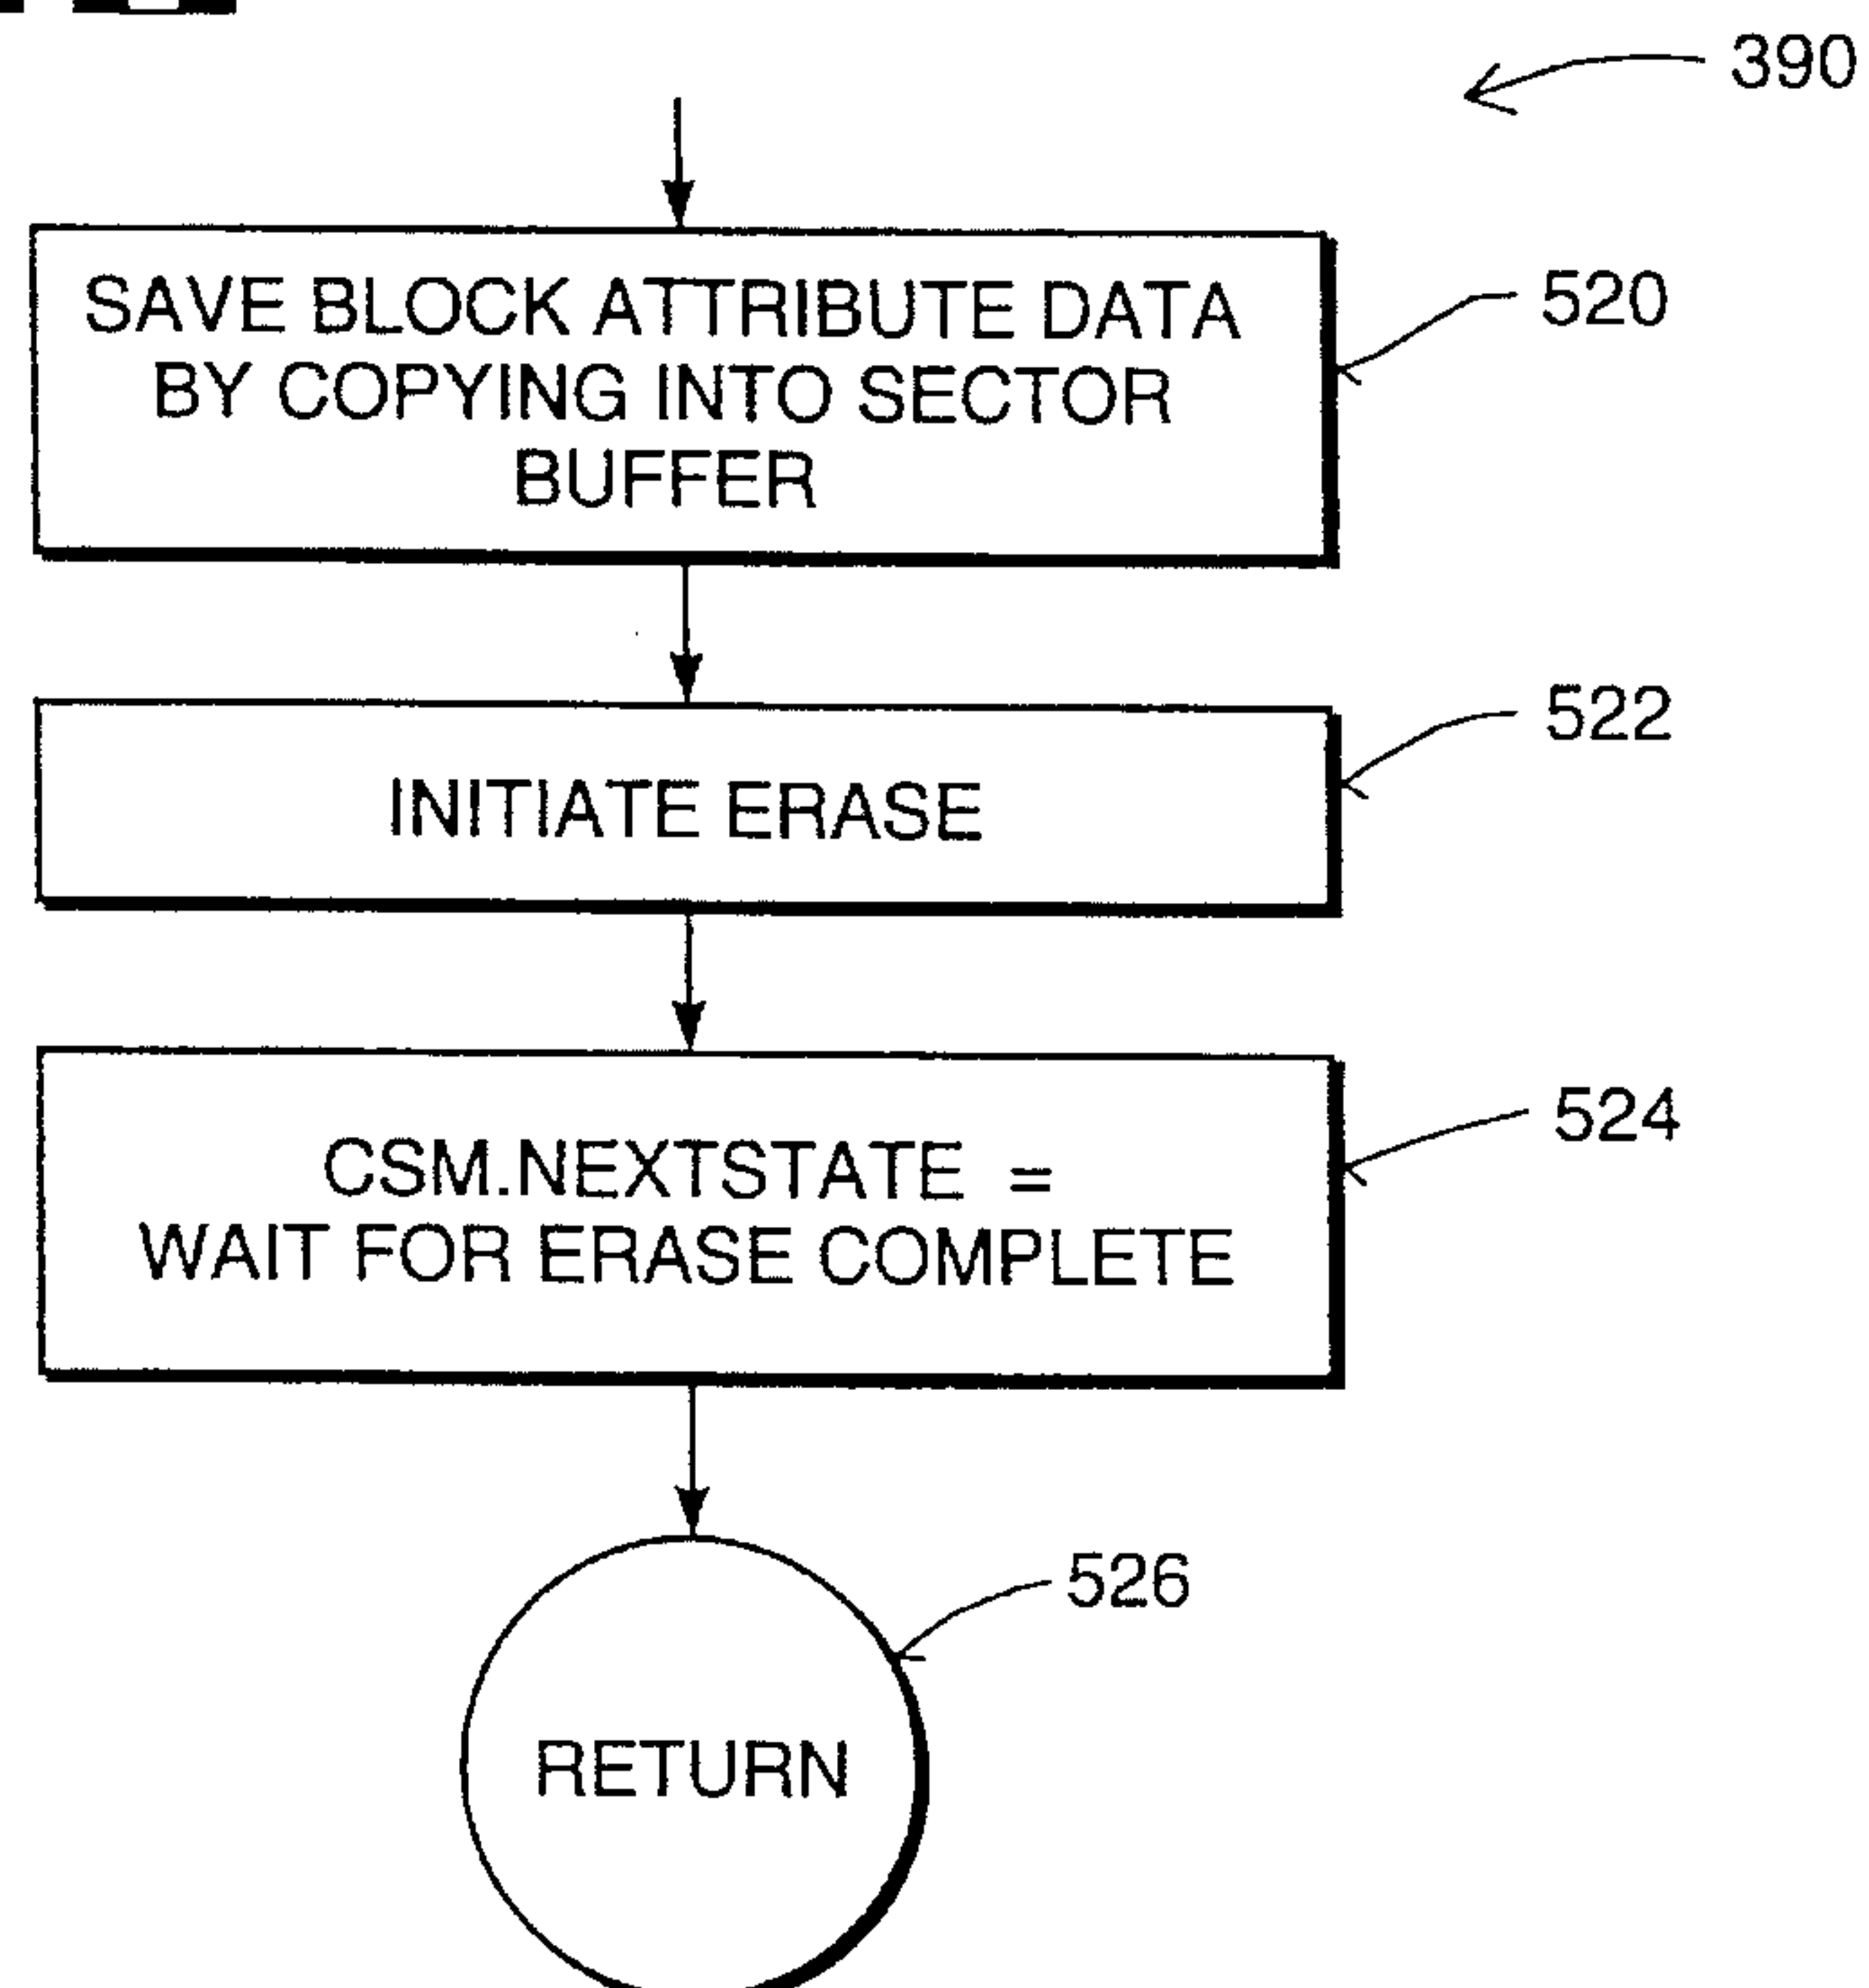 390
SAVE BLOCK ATTRIBUTE DATA
BY COPYING INTO SECTOR
BUFFER
520
INITIATE ERASE
522
CSM.NEXTSTATE =
WAIT FOR ERASE COMPLETE
524
RETURN
526